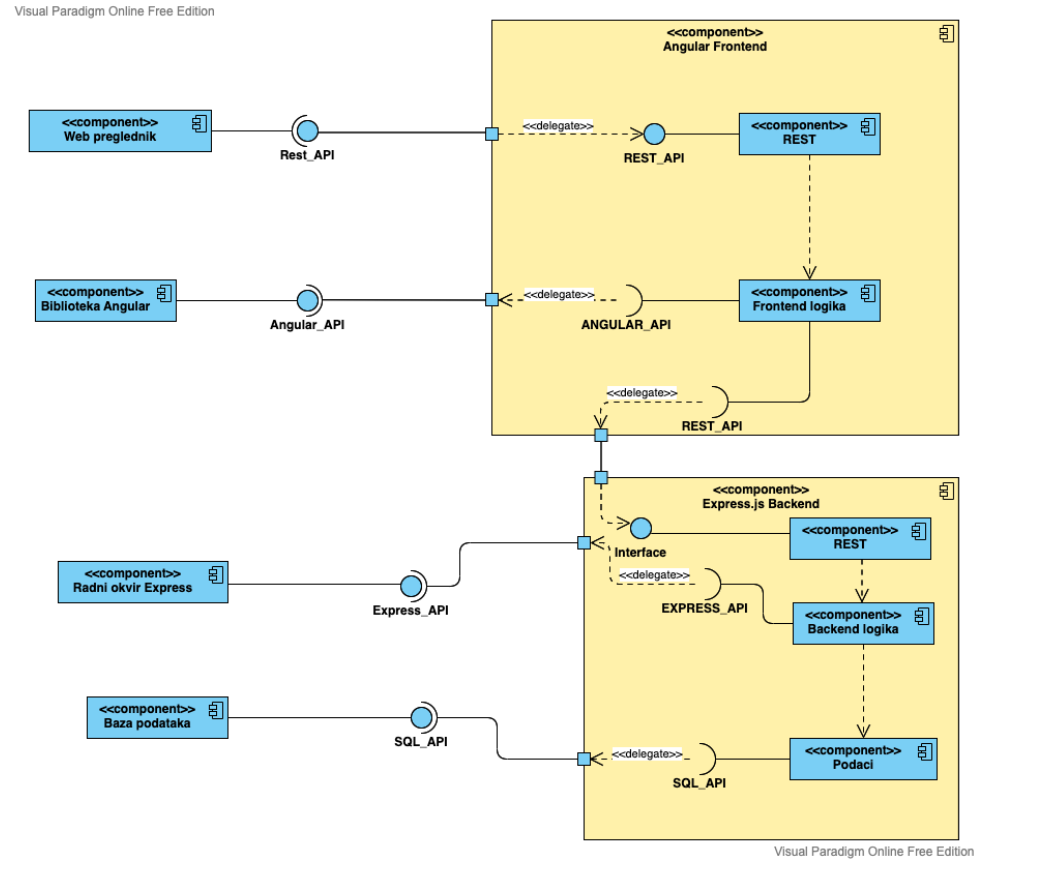 Visual Paradigm Online Free Edition
<<component>>
Angular Frontend
<<component>>
Web preglednik
Rest_API
<<delegate>>
REST_API
<<component>>
REST
<<component>>
Biblioteka Angular
Angular_API
<<delegate>>
ANGULAR_API
<<component>>
Frontend logika
<<delegate>>
REST_API
<<component>>
Express.js Backend
Interface
<<component>>
REST
<<component>>
Radni okvir Express
Express_API
<<delegate>>
EXPRESS_API
<<component>>
Backend logika
<<component>>
Baza podataka
SQL_API
<<delegate>>
SQL_API
<<component>>
Podaci
Visual Paradigm Online Free Edition